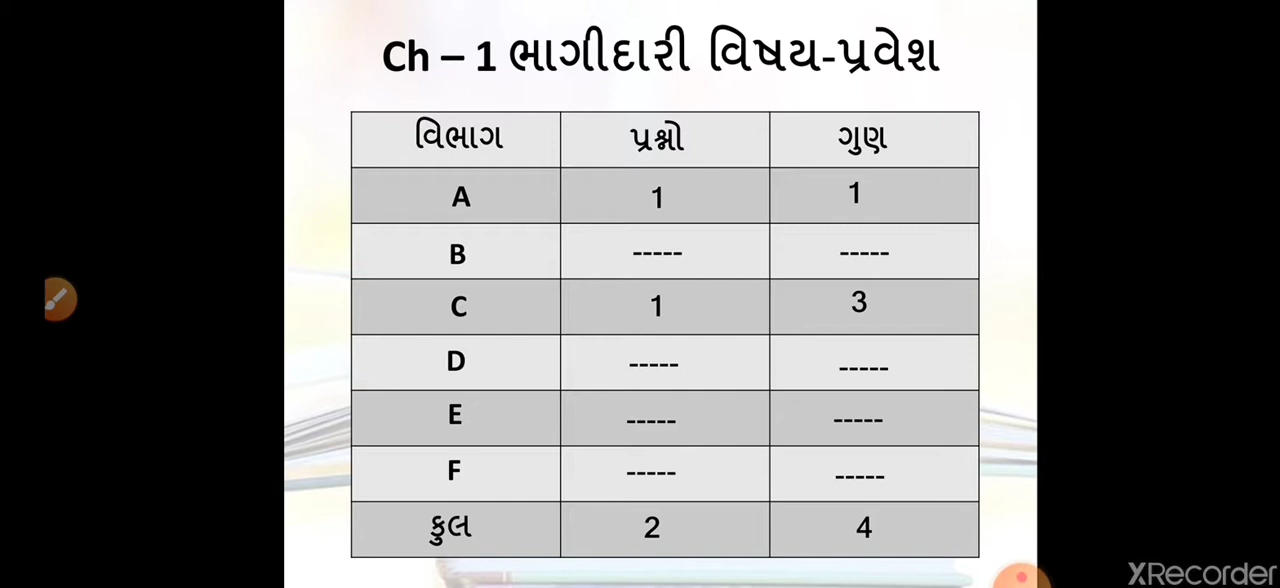 Ch – 1 ભાગીદારી વિષય-પ્રવેશ
વિભાગ પ્રશ્નો ગુણ
A 1 1
B ----- -----
C 1 3
D ----- -----
E ----- -----
F ----- -----
કુલ 2 4
XRecorder